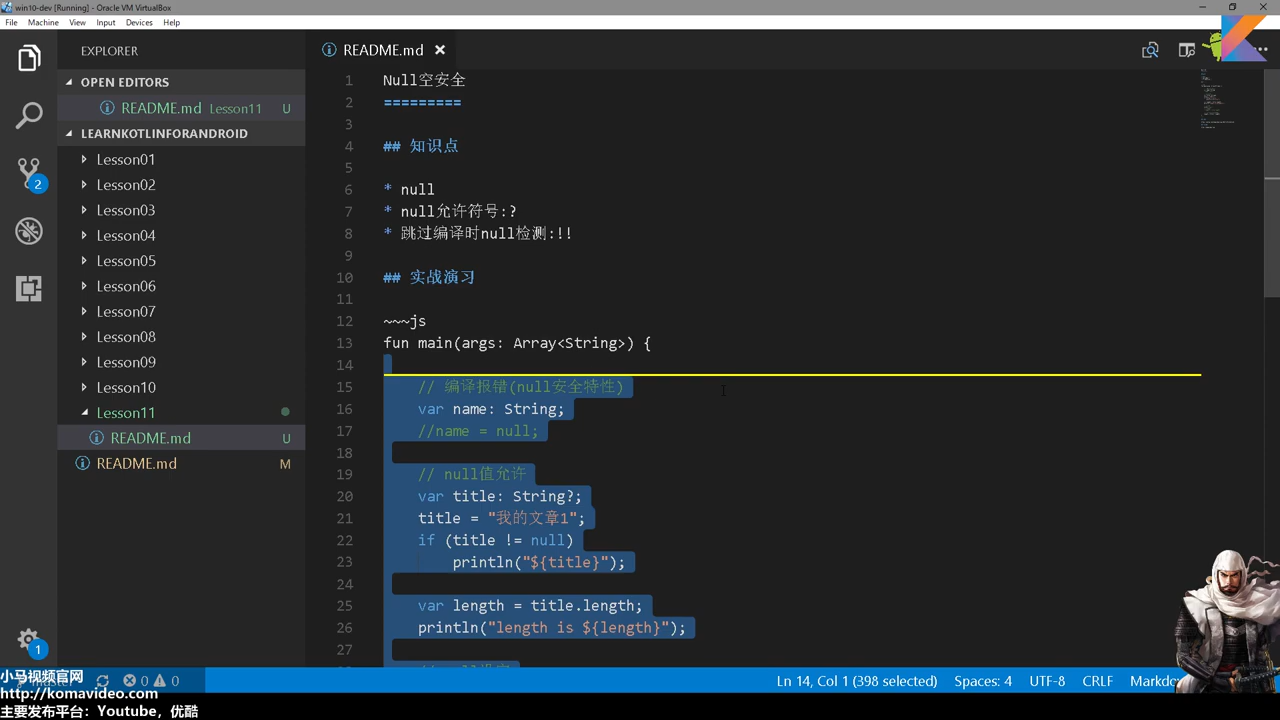 win10-dev [Running] - Oracle VM VirtualBox
File Machine View Input Devices Help
EXPLORER
OPEN EDITORS
README.md Lesson11 U
LEARNKOTLINFORANDROID
Lesson01
Lesson02
Lesson03
Lesson04
Lesson05
Lesson06
Lesson07
Lesson08
Lesson09
Lesson10
Lesson11
README.md U
README.md M
2
1
README.md
1 Null空安全
2 =========
3
4 ## 知识点
5
6 * null
7 * null允许符号:?
8 * 跳过编译时null检测:!!
9
10 ## 实战演习
11
12 ~~~js
13 fun main(args: Array<String>) {
14
15 // 编译报错(null安全特性)
16 var name: String;
17 //name = null;
18
19 // null值允许
20 var title: String?;
21 title = "我的文章1";
22 if (title != null)
23 println("${title}");
24
25 var length = title.length;
26 println("length is ${length}");
27
0 0
Ln 14, Col 1 (398 selected) Spaces: 4 UTF-8 CRLF
小马视频官网
http://komavideo.com
主要发布平台: Youtube, 优酷